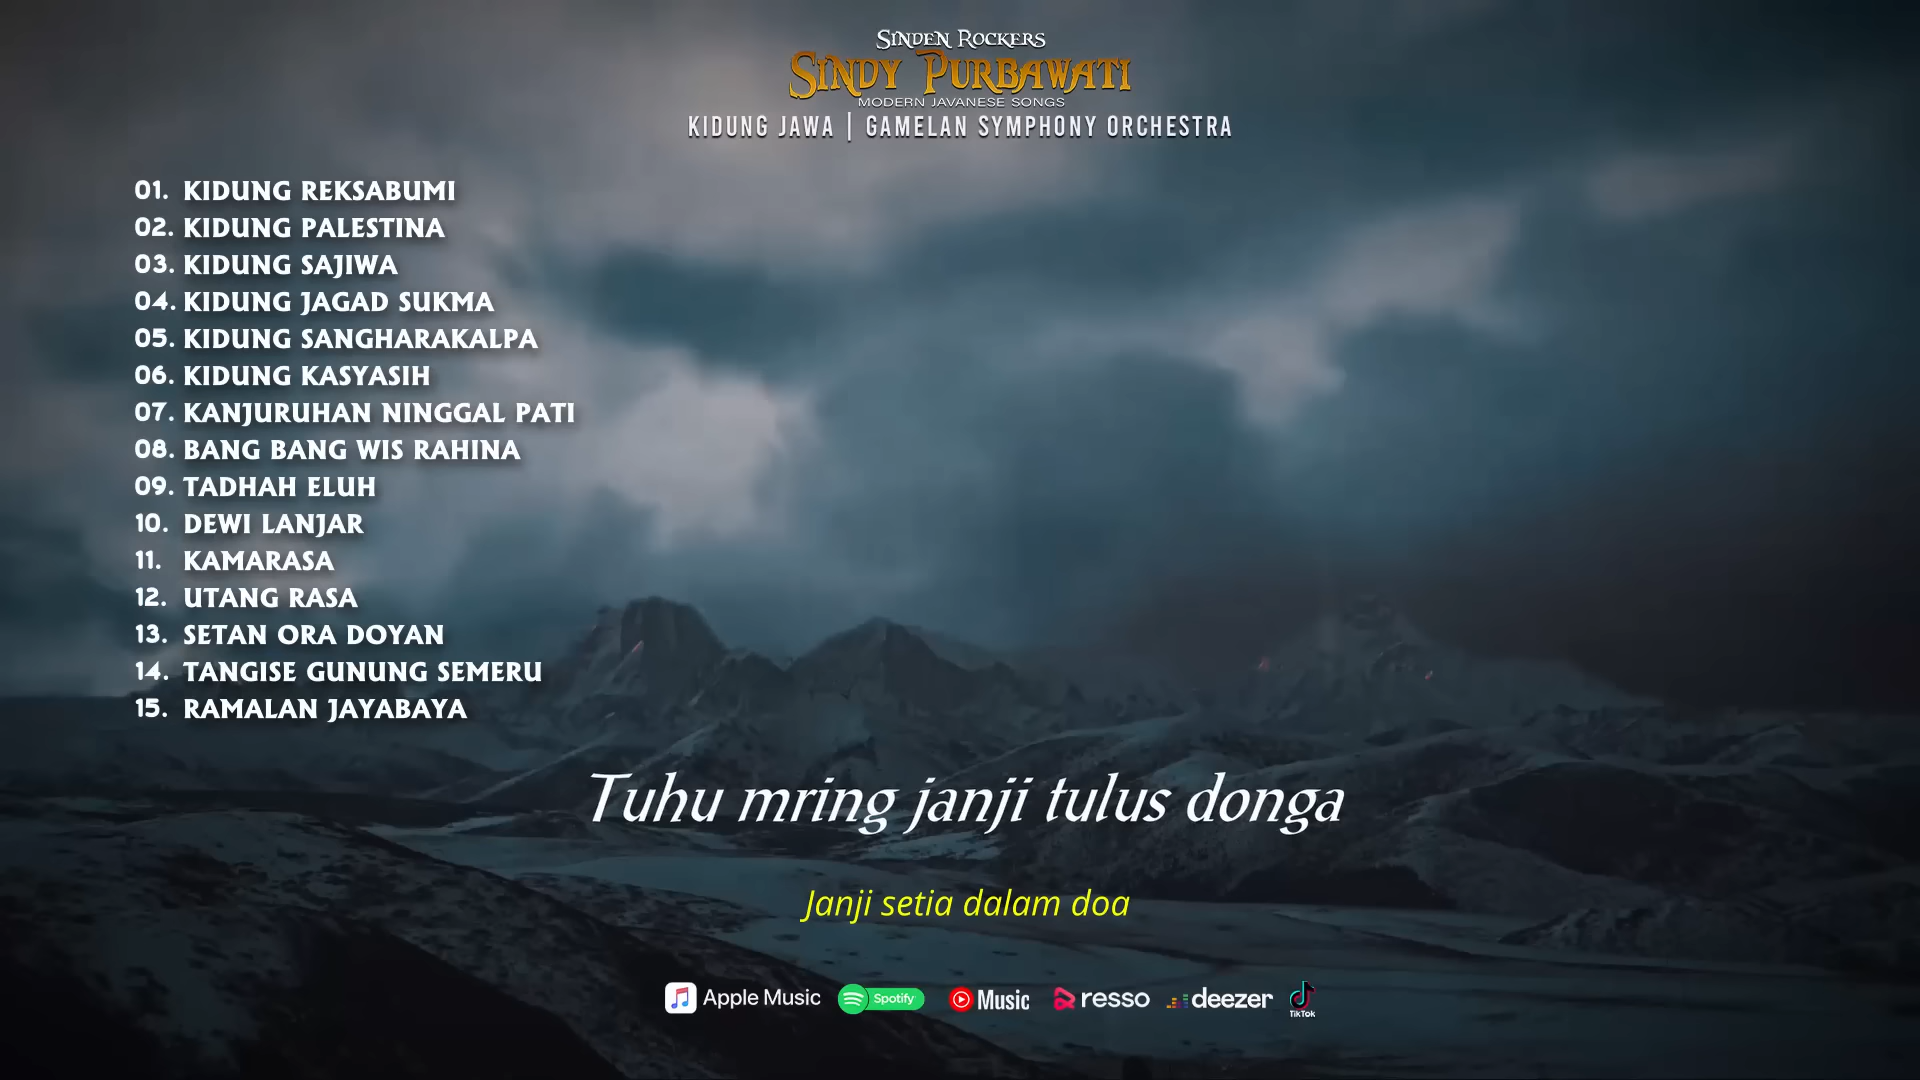 SINDEN ROCKERS
SINDY PURBAWATI
MODERN JAVANESE SONGS
KIDUNG JAWA | GAMELAN SYMPHONY ORCHESTRA
01. KIDUNG REKSABUMI
02. KIDUNG PALESTINA
03. KIDUNG SAJIWA
04. KIDUNG JAGAD SUKMA
05. KIDUNG SANGHARAKALPA
06. KIDUNG KASYASIH
07. KANJURUHAN NINGGAL PATI
08. BANG BANG WIS RAHINA
09. TADHAH ELUH
10. DEWI LANJAR
11. KAMARASA
12. UTANG RASA
13. SETAN ORA DOYAN
14. TANGISE GUNUNG SEMERU
15. RAMALAN JAYABAYA
Tuhu mring janji tulus donga
Janji setia dalam doa
Apple Music Spotify Music resso deezer TikTok